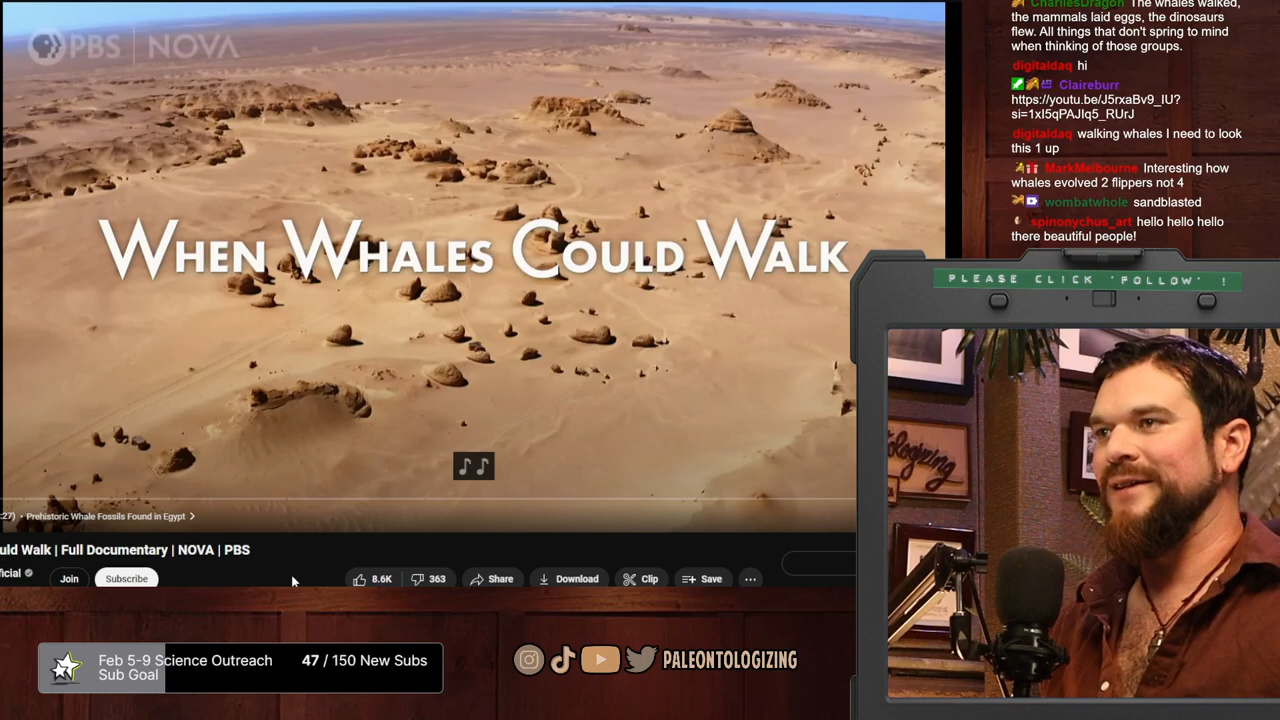 PBS NOVA
WHEN WHALES COULD WALK
♪♪
:27) • Prehistoric Whale Fossils Found in Egypt >
uld Walk | Full Documentary | NOVA | PBS
ficial
Join
Subscribe
8.6K
363
Share
Download
Clip
Save
...
Feb 5-9 Science Outreach
Sub Goal
47 / 150 New Subs
PALEONTOLOGIZING
CharliesDragon The whales walked,
the mammals laid eggs, the dinosaurs
flew. All things that don't spring to mind
when thinking of those groups.
digitaldaq hi
Claireburr
https://youtu.be/J5rxaBv9_IU?
si=1xI5qPAJIq5_RUrJ
digitaldaq walking whales I need to look
this 1 up
MarkMelbourne Interesting how
whales evolved 2 flippers not 4
wombatwhole sandblasted
spinonychus_art hello hello hello
there beautiful people!
PLEASE CLICK "FOLLOW" !
ologizing